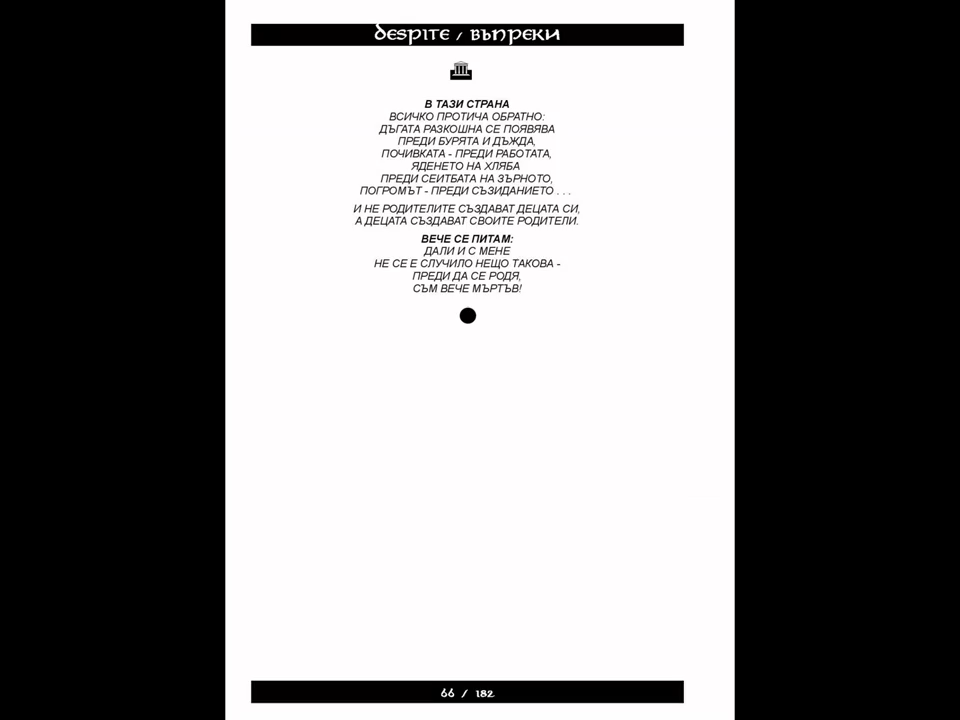 DESPITE / ВЪПРЕКИ
В ТАЗИ СТРАНА
ВСИЧКО ПРОТИЧА ОБРАТНО:
ДЪГАТА РАЗКОШНА СЕ ПОЯВЯВА
ПРЕДИ БУРЯТА И ДЪЖДА,
ПОЧИВКАТА - ПРЕДИ РАБОТАТА,
ЯДЕНЕТО НА ХЛЯБА
ПРЕДИ СЕИТБАТА НА ЗЪРНОТО,
ПОГРОМЪТ - ПРЕДИ СЪЗИДАНИЕТО . . .
И НЕ РОДИТЕЛИТЕ СЪЗДАВАТ ДЕЦАТА СИ,
А ДЕЦАТА СЪЗДАВАТ СВОИТЕ РОДИТЕЛИ.
ВЕЧЕ СЕ ПИТАМ:
ДАЛИ И С МЕНЕ
НЕ СЕ Е СЛУЧИЛО НЕЩО ТАКОВА -
ПРЕДИ ДА СЕ РОДЯ,
СЪМ ВЕЧЕ МЪРТЪВ!
66 / 182